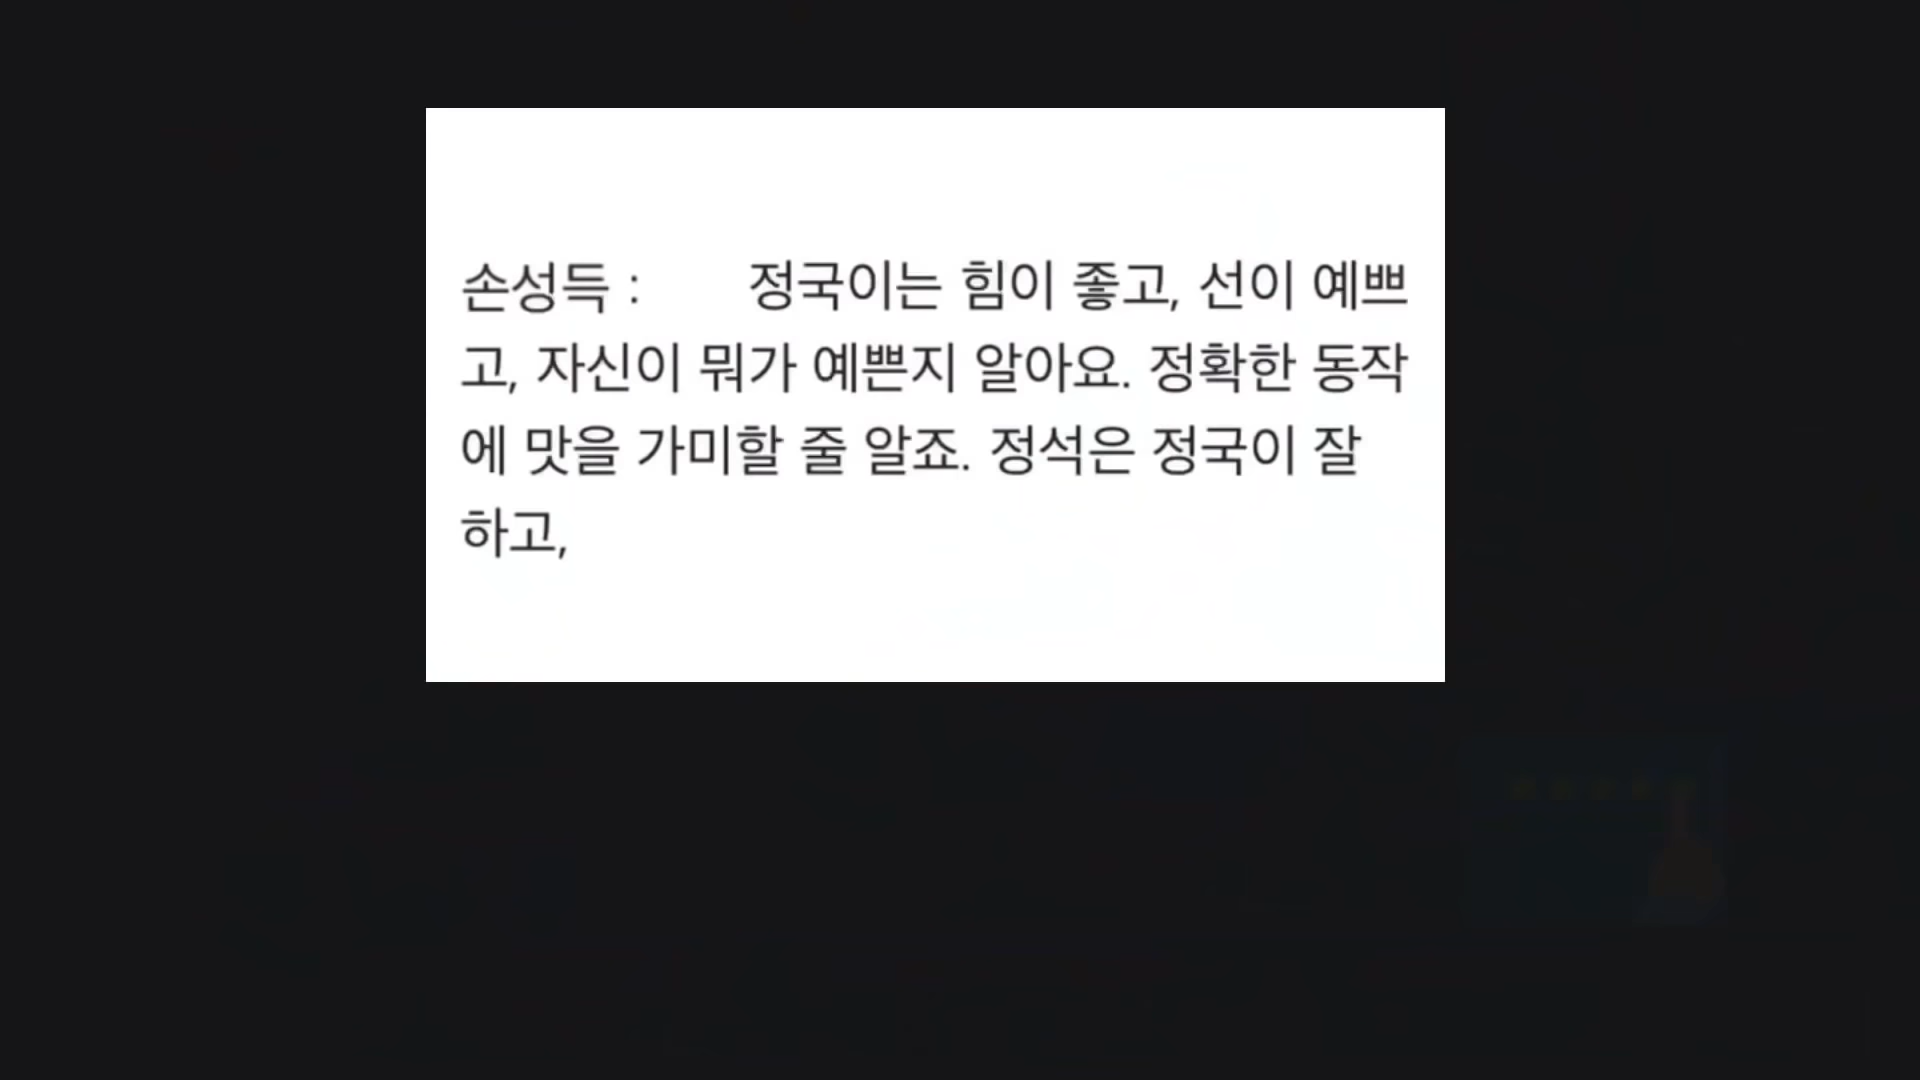 손성득 : 정국이는 힘이 좋고, 선이 예쁘
고, 자신이 뭐가 예쁜지 알아요. 정확한 동작
에 맛을 가미할 줄 알죠. 정석은 정국이 잘
하고,